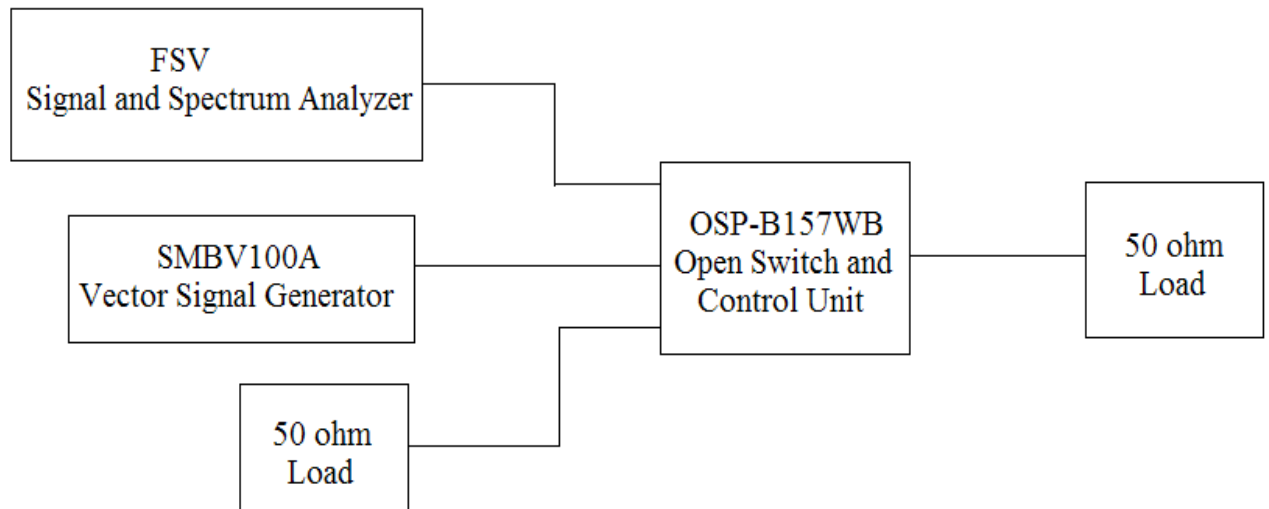 FSV
Signal and Spectrum Analyzer
SMBV100A
Vector Signal Generator
50 ohm
Load
OSP-B157WB
Open Switch and
Control Unit
50 ohm
Load